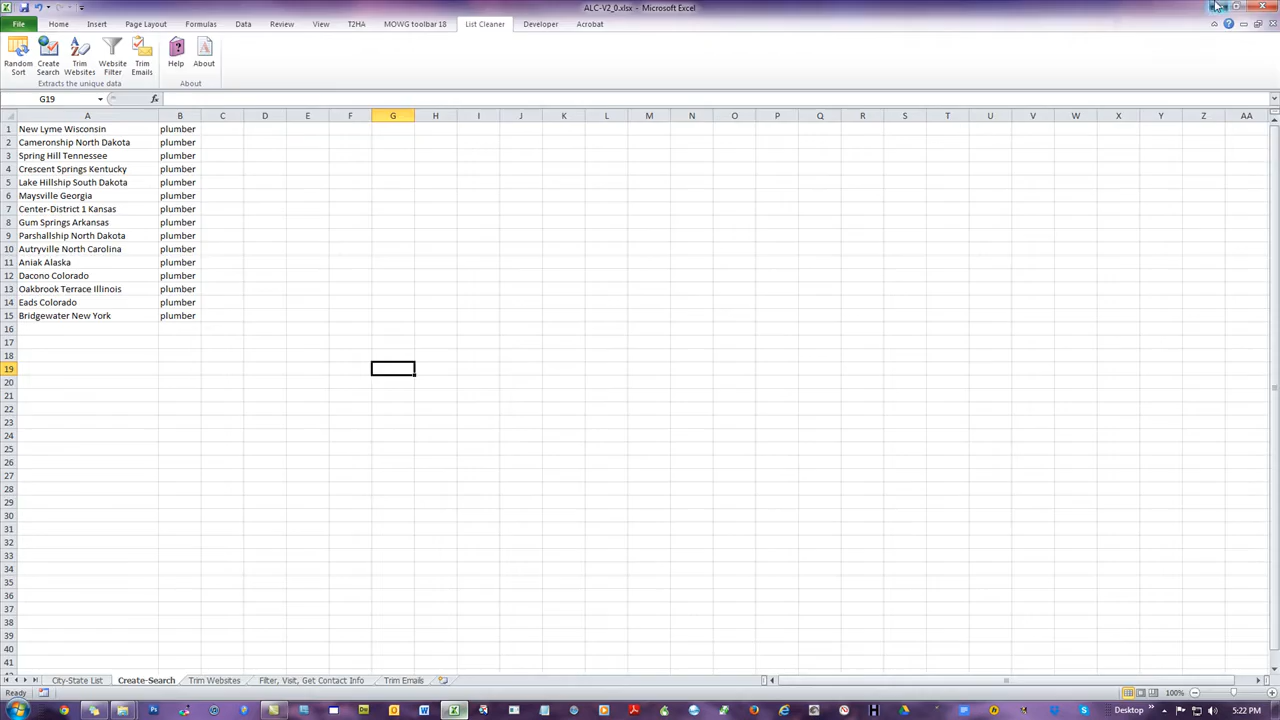 ALC-V2_0.xlsx - Microsoft Excel
File Home Insert Page Layout Formulas Data Review View T2HA MOWG toolbar 18 List Cleaner Developer Acrobat
Random Sort Create Search Trim Websites Website Filter Trim Emails Help About
Extracts the unique data About
G19 fx
A B C D E F G H I J L M N O P Q R S T U V W X Y Z AA
1 New Lyme Wisconsin plumber
2 Cameronship North Dakota plumber
3 Spring Hill Tennessee plumber
4 Crescent Springs Kentucky plumber
5 Lake Hillship South Dakota plumber
6 Maysville Georgia plumber
7 Center-District 1 Kansas plumber
8 Gum Springs Arkansas plumber
9 Parshallship North Dakota plumber
10 Autryville North Carolina plumber
11 Aniak Alaska plumber
12 Dacono Colorado plumber
13 Oakbrook Terrace Illinois plumber
14 Eads Colorado plumber
15 Bridgewater New York plumber
16
17
18
19
20
21
22
23
24
25
26
27
28
29
30
31
32
33
34
35
36
37
38
39
40
41
City-State List Create-Search Trim Websites Filter, Visit, Get Contact Info Trim Emails
Ready 100%
Desktop 5:22 PM